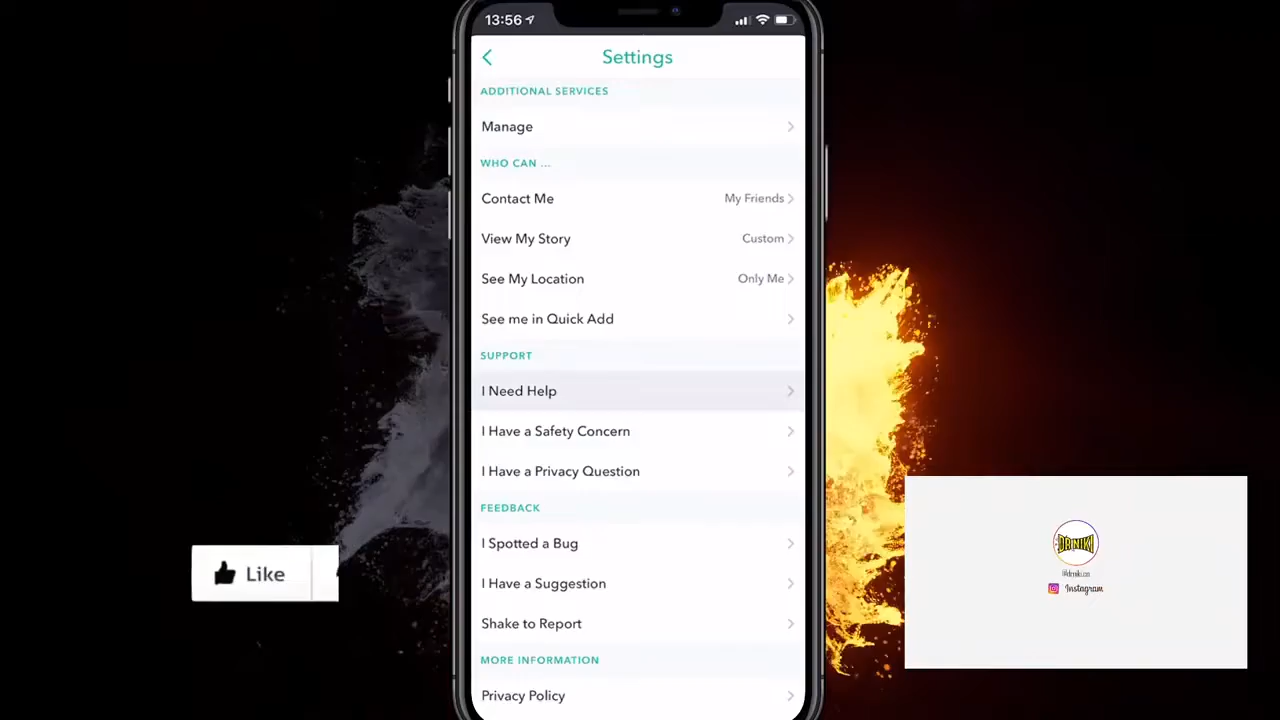 13:56
Settings
ADDITIONAL SERVICES
Manage
WHO CAN ...
Contact Me My Friends
View My Story Custom
See My Location Only Me
See me in Quick Add
SUPPORT
I Need Help
I Have a Safety Concern
I Have a Privacy Question
FEEDBACK
I Spotted a Bug
I Have a Suggestion
Shake to Report
MORE INFORMATION
Privacy Policy
Like
Instagram